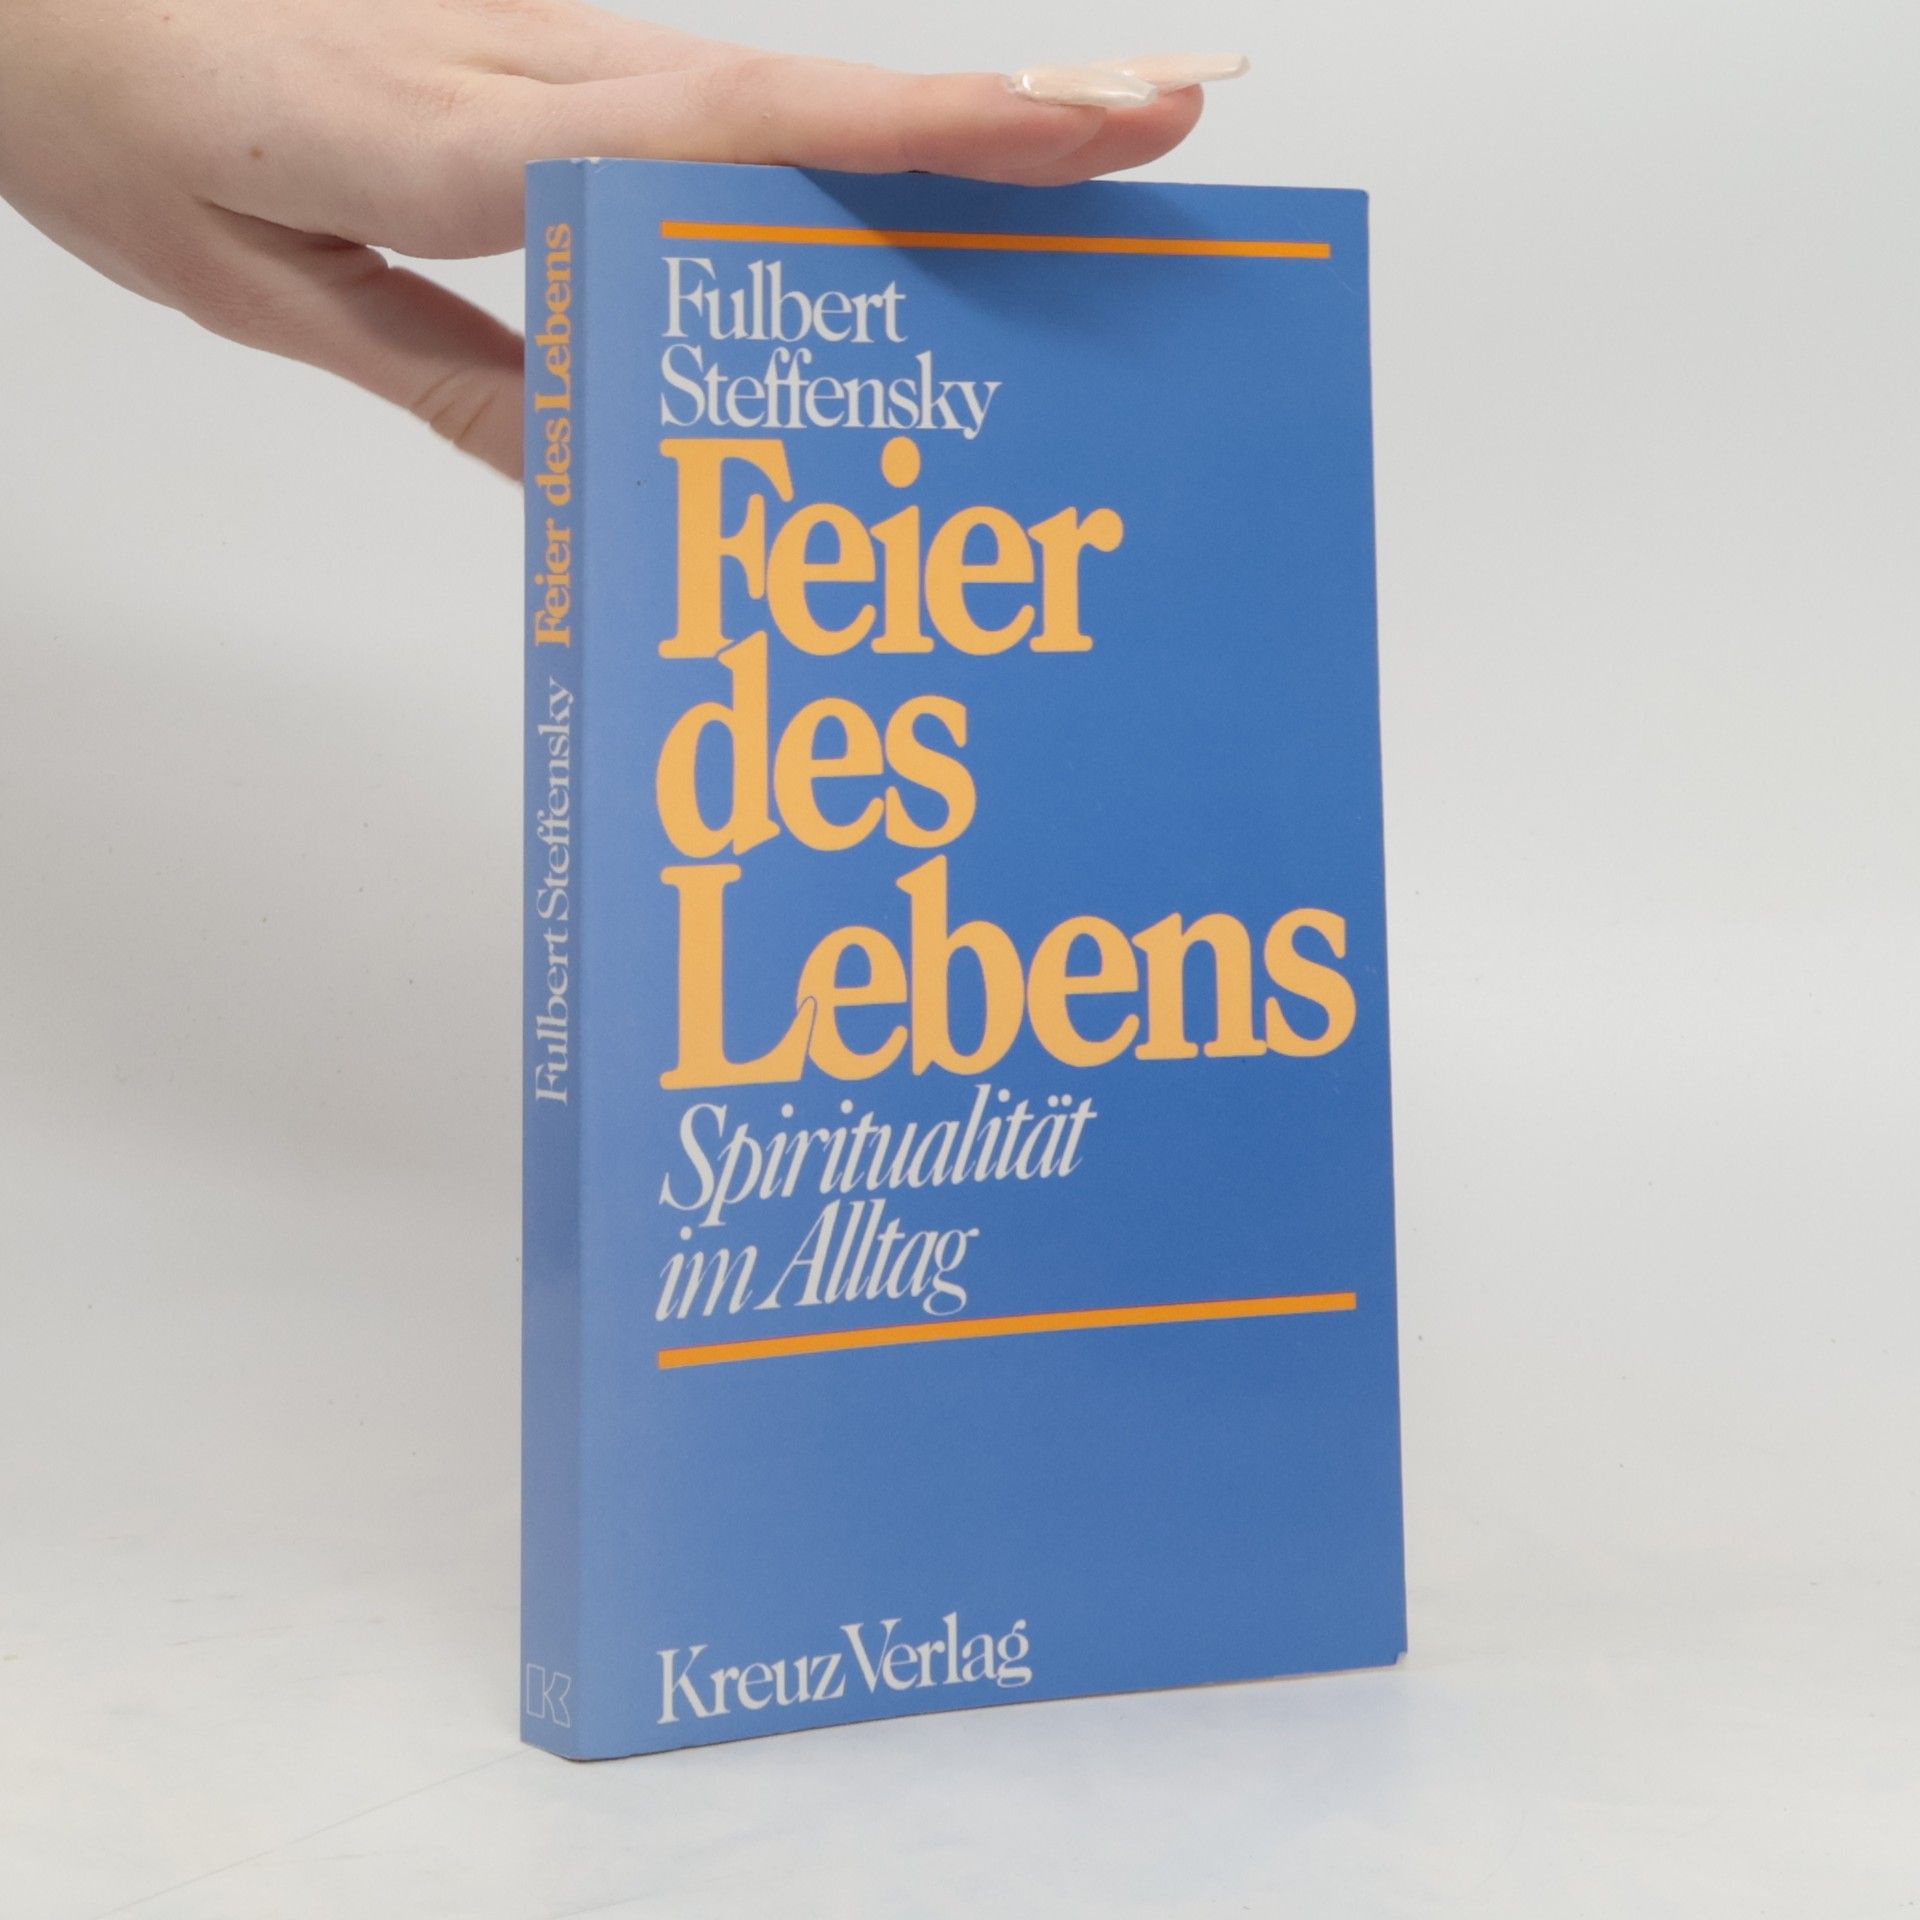 Fulbert
Steffensky
Feier
des
Lebens
Spiritualität
im Alltag
Kreuz Verlag
Fulbert Steffensky Feier des Lebens
K